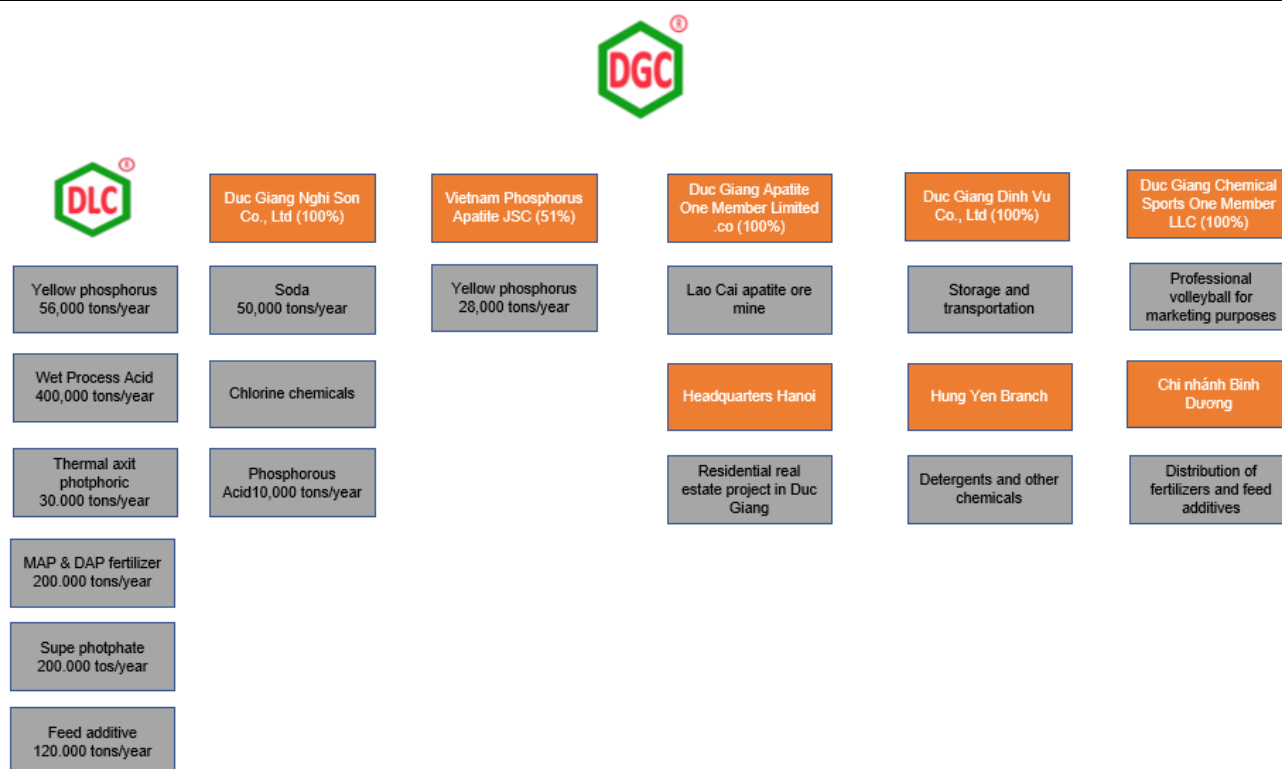 DGC
®
DLC
®
Duc Giang Nghi Son
Co., Ltd (100%)
Vietnam Phosphorus
Apatite JSC (51%)
Duc Giang Apatite
One Member Limited
.co (100%)
Duc Giang Dinh Vu
Co., Ltd (100%)
Duc Giang Chemical
Sports One Member
LLC (100%)
Yellow phosphorus
56,000 tons/year
Soda
50,000 tons/year
Yellow phosphorus
28,000 tons/year
Lao Cai apatite ore
mine
Storage and
transportation
Professional
volleyball for
marketing purposes
Wet Process Acid
400,000 tons/year
Chlorine chemicals
Headquarters Hanoi
Hung Yen Branch
Chi nhánh Binh
Dương
Thermal axit
photphoric
30.000 tons/year
Phosphorous
Acid10,000 tons/year
Residential real
estate project in Duc
Giang
Detergents and other
chemicals
Distribution of
fertilizers and feed
additives
MAP & DAP fertilizer
200.000 tons/year
Supe photphate
200.000 tos/year
Feed additive
120.000 tons/year